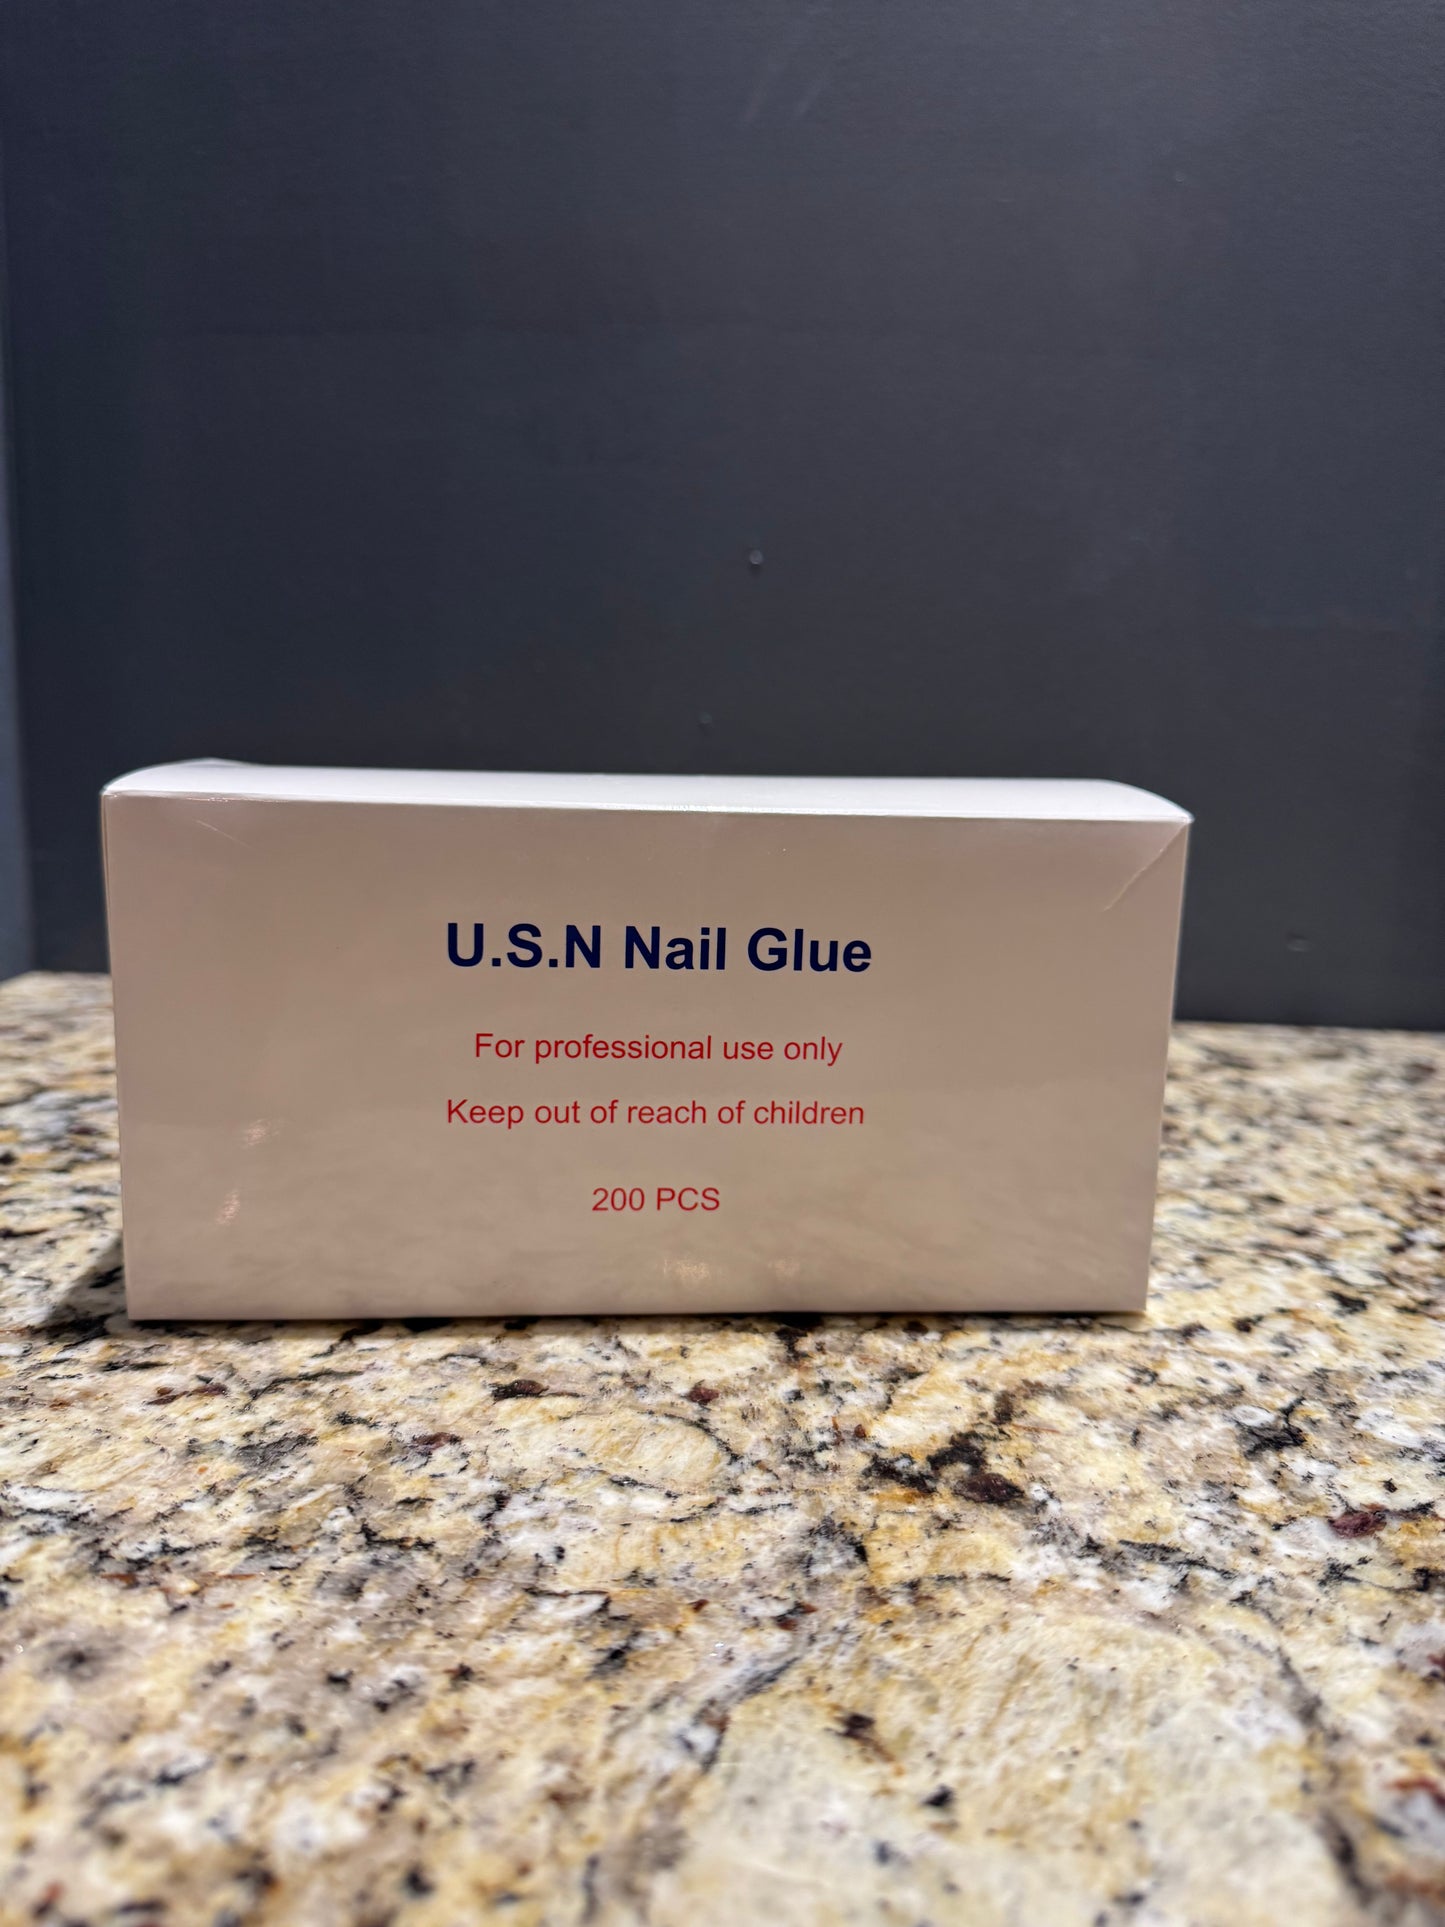 U.S.N Nail Glue
For professional use only
Keep out of reach of children
200 PCS